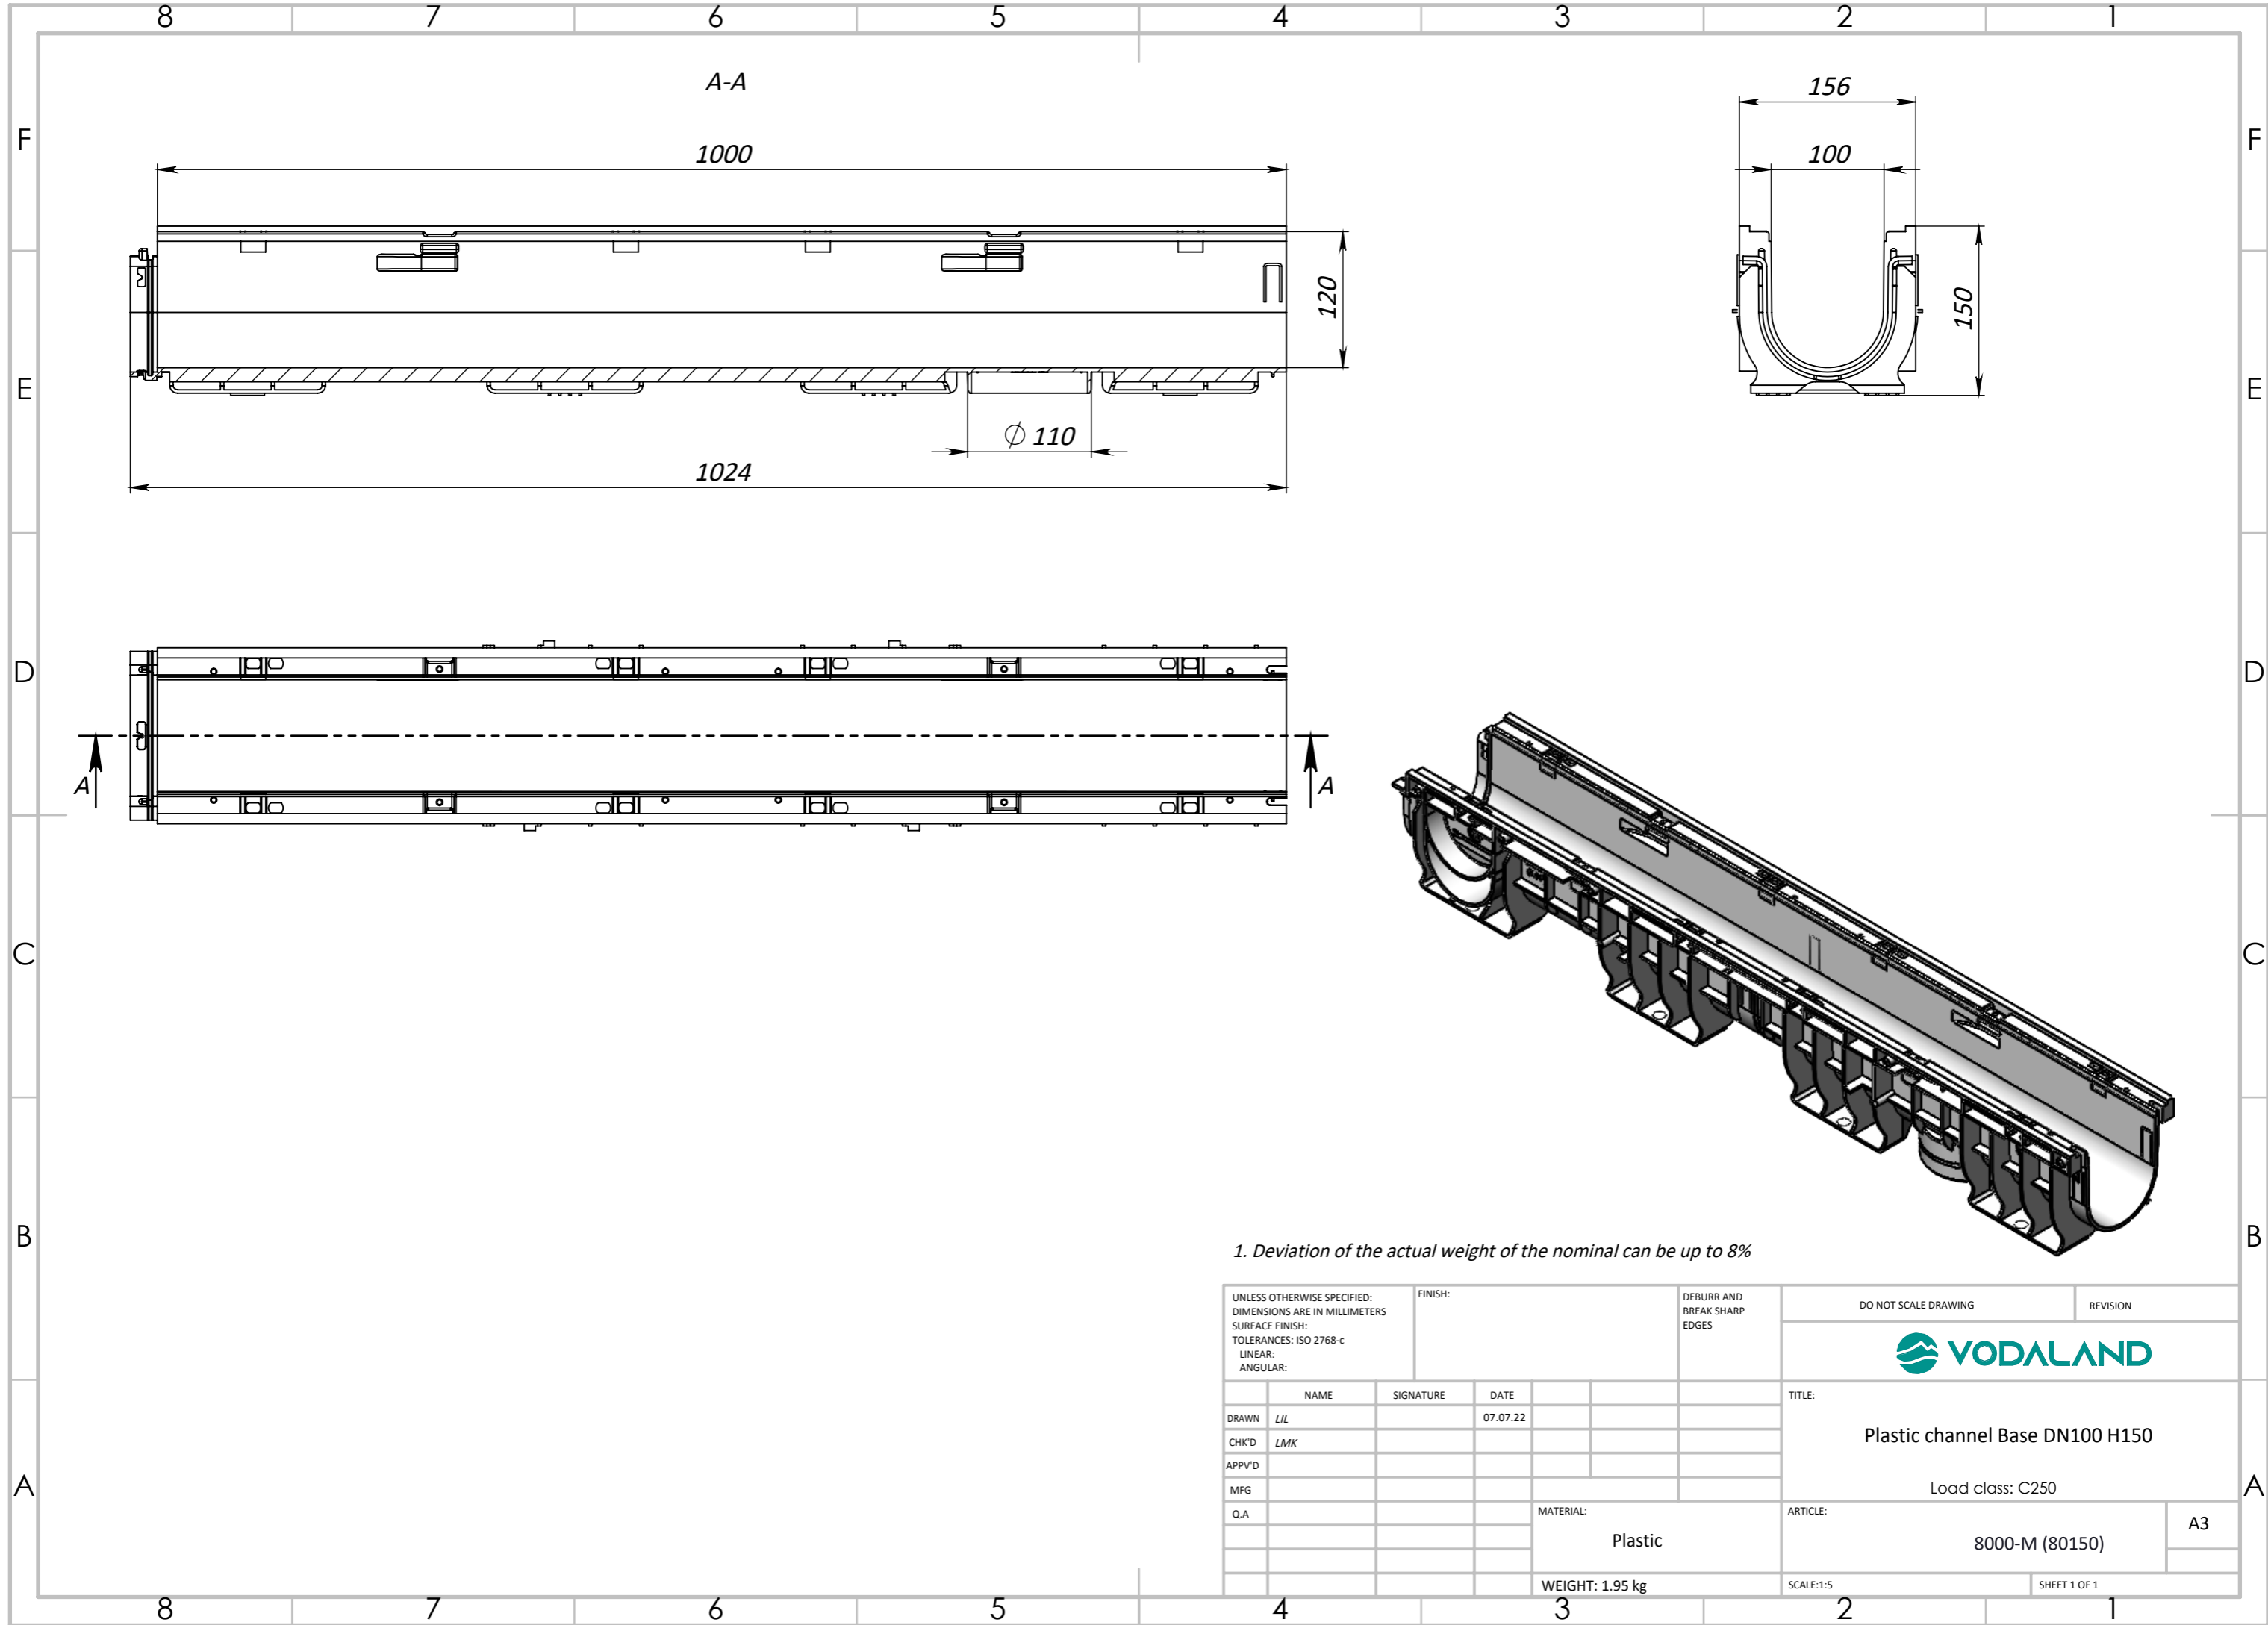 8 7 6 5 4 3 2 1
F F
E E
D D
C C
B B
A A
A-A
1000
120
Ø 110
1024
156
100
150
A A
1. Deviation of the actual weight of the nominal can be up to 8%
UNLESS OTHERWISE SPECIFIED:
DIMENSIONS ARE IN MILLIMETERS
SURFACE FINISH:
TOLERANCES: ISO 2768-c
LINEAR:
ANGULAR:
FINISH:
DEBURR AND
BREAK SHARP
EDGES
DO NOT SCALE DRAWING
REVISION
VODALAND
NAME SIGNATURE DATE
DRAWN LIL 07.07.22
CHK'D LMK
APPV'D
MFG
Q.A
TITLE:
Plastic channel Base DN100 H150
Load class: C250
MATERIAL:
Plastic
WEIGHT: 1.95 kg
ARTICLE:
8000-M (80150)
A3
SCALE:1:5
SHEET 1 OF 1
8 7 6 5 4 3 2 1